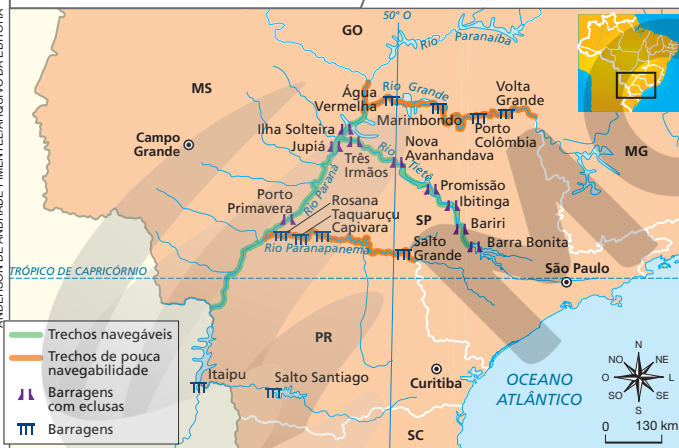 50° O
GO
Rio Paranaíba
MS
Água
Vermelha
Rio Grande
Volta
Grande
Marimbondo
Porto
Colômbia
MG
Campo
Grande
Ilha Solteira
Jupiá
Três
Irmãos
Nova
Avanhandava
Rio Tietê
Promissão
Ibitinga
Bariri
Barra Bonita
Rio Paraná
Porto
Primavera
Rosana
Taquaruçu
Capivara
SP
Rio Paranapanema
Salto
Grande
São Paulo
TRÓPICO DE CAPRICÓRNIO
PR
Trechos navegáveis
Trechos de pouca
navegabilidade
Barragens
com eclusas
Barragens
Itaipu
Salto Santiago
Curitiba
SC
OCEANO
ATLÂNTICO
N
NO
NE
O
L
SO
SE
S
0 130 km